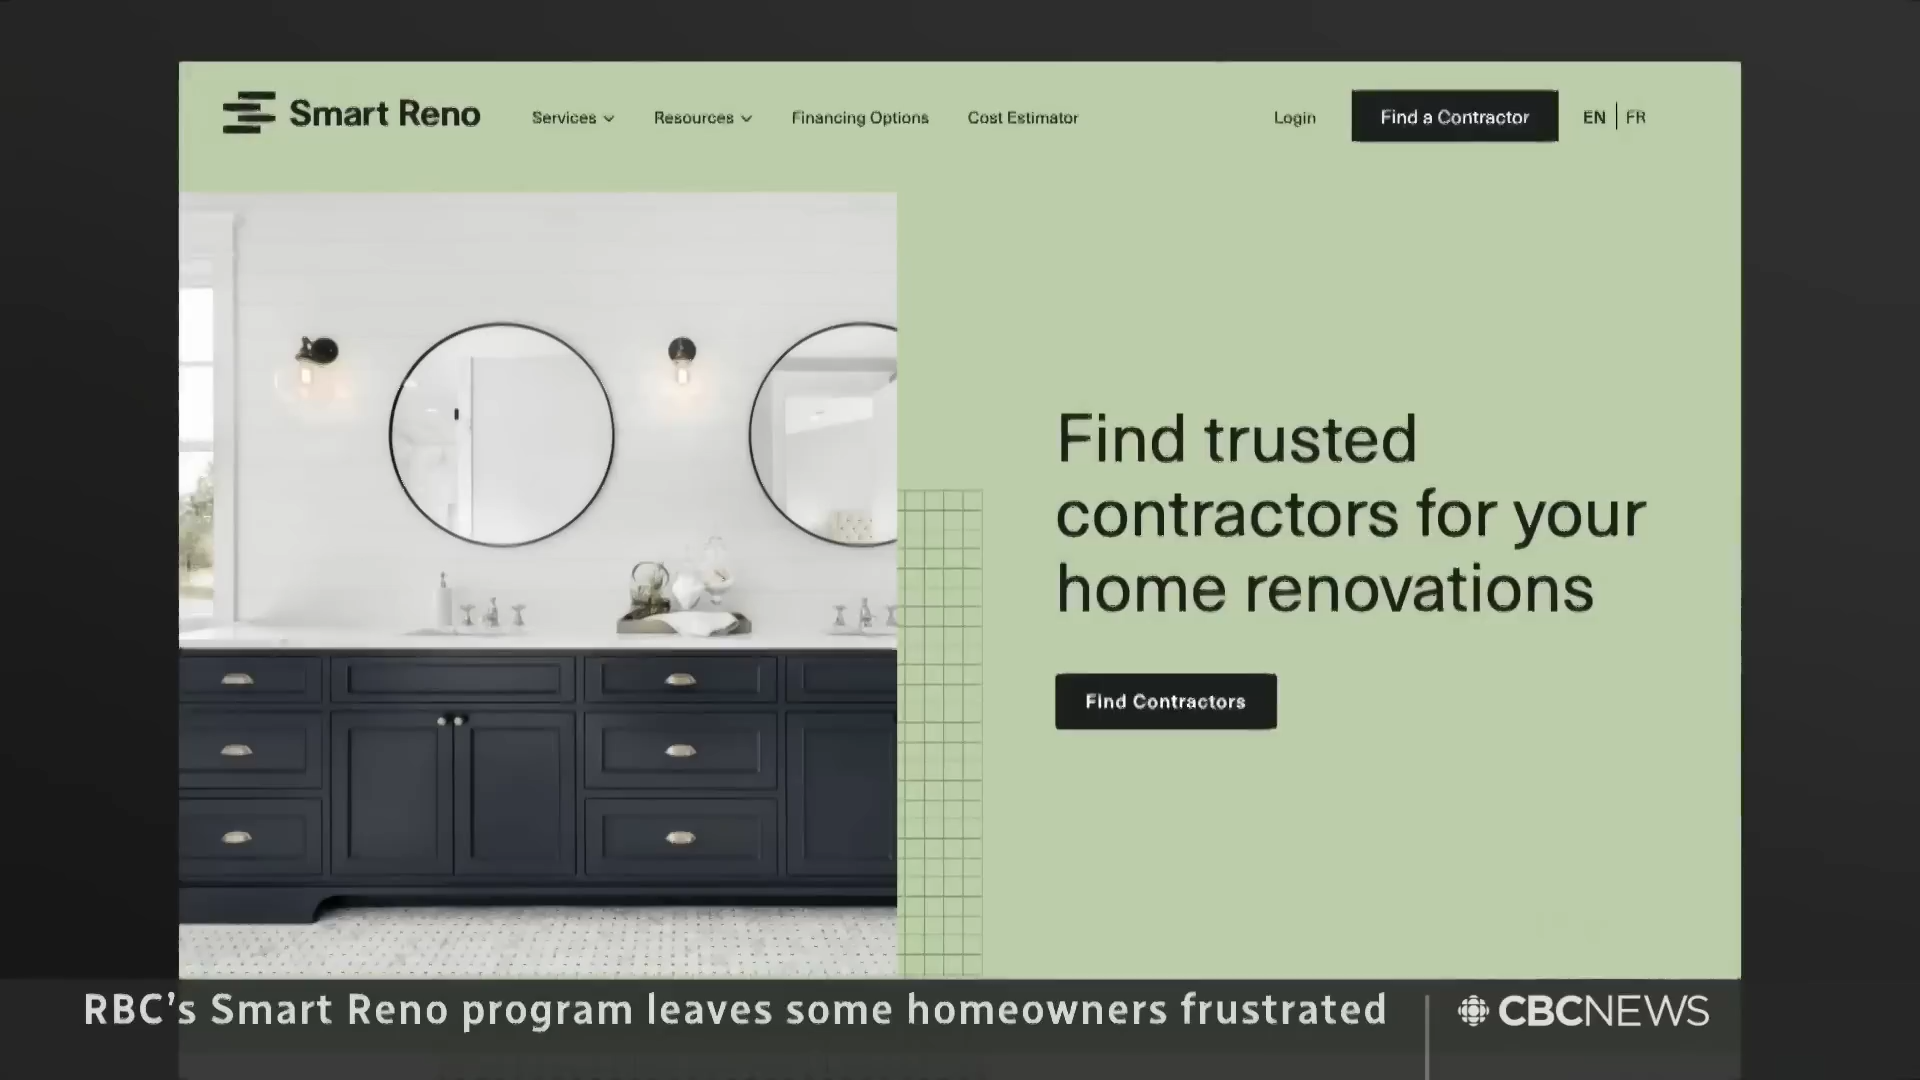 Smart Reno
Services
Resources
Financing Options
Cost Estimator
Login
Find a Contractor
EN | FR
Find trusted
contractors for your
home renovations
Find Contractors
RBC's Smart Reno program leaves some homeowners frustrated
CBCNEWS